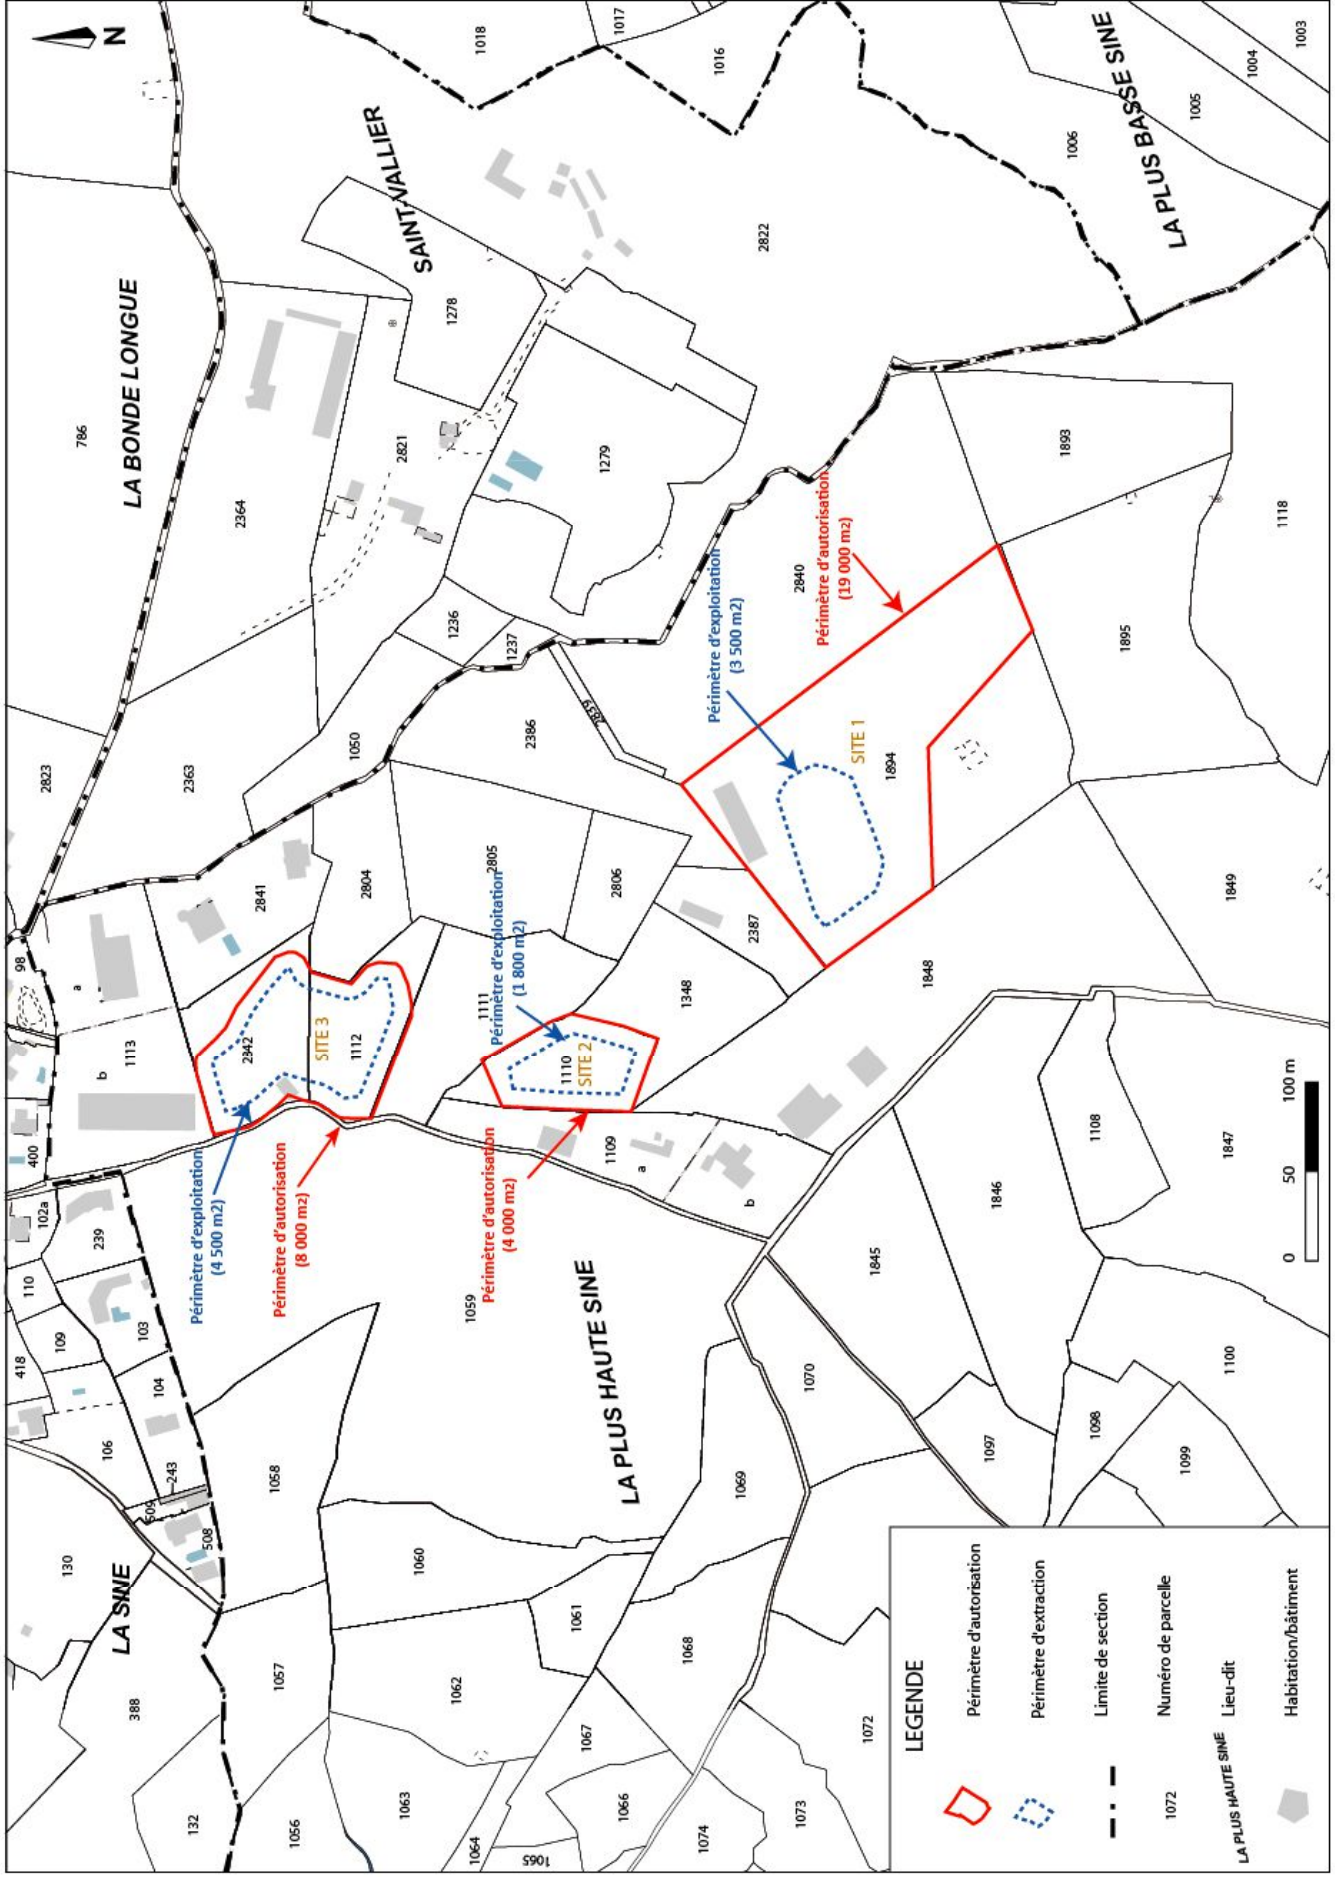 N
LA BONDE LONGUE
SAINT-VALLIER
LA PLUS BASSE SINE
LA PLUS HAUTE SINE
LA SINE
786
1018
1017
1016
1006
1005
1004
1003
2822
1278
2364
2821
1279
1236
1237
2840
1893
1895
1118
2823
2363
1050
2386
2839
1894
2841
2804
2805
2806
2387
1848
1849
98
a
b
1113
2342
1112
1111
1110
1348
1109
a
b
400
102a
239
110
109
103
418
104
106
243
509
508
130
388
132
1059
1058
1057
1056
1060
1061
1062
1063
1064
1065
1066
1067
1068
1069
1070
1072
1073
1074
1845
1846
1847
1108
1097
1098
1099
1100
SITE 1
SITE 2
SITE 3
Périmètre d'autorisation
(19 000 m2)
Périmètre d'exploitation
(3 500 m2)
Périmètre d'exploitation
(1 800 m2)
Périmètre d'autorisation
(4 000 m2)
Périmètre d'exploitation
(4 500 m2)
Périmètre d'autorisation
(8 000 m2)
0 50 100 m
LEGENDE
Périmètre d'autorisation
Périmètre d'extraction
Limite de section
1072 Numéro de parcelle
LA PLUS HAUTE SINE Lieu-dit
Habitation/bâtiment